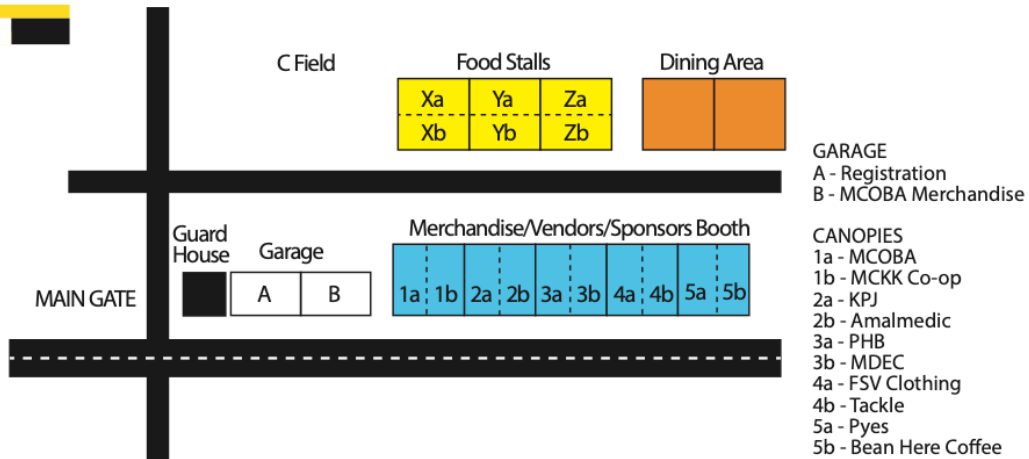 C Field
Food Stalls
Dining Area
Xa Ya Za
Xb Yb Zb
GARAGE
A - Registration
B - MCOBA Merchandise
Guard
House
Garage
Merchandise/Vendors/Sponsors Booth
MAIN GATE
A B
1a 1b 2a 2b 3a 3b 4a 4b 5a 5b
CANOPIES
1a - MCOBA
1b - MCKK Co-op
2a - KPJ
2b - Amalmedic
3a - PHB
3b - MDEC
4a - FSV Clothing
4b - Tackle
5a - Pyes
5b - Bean Here Coffee